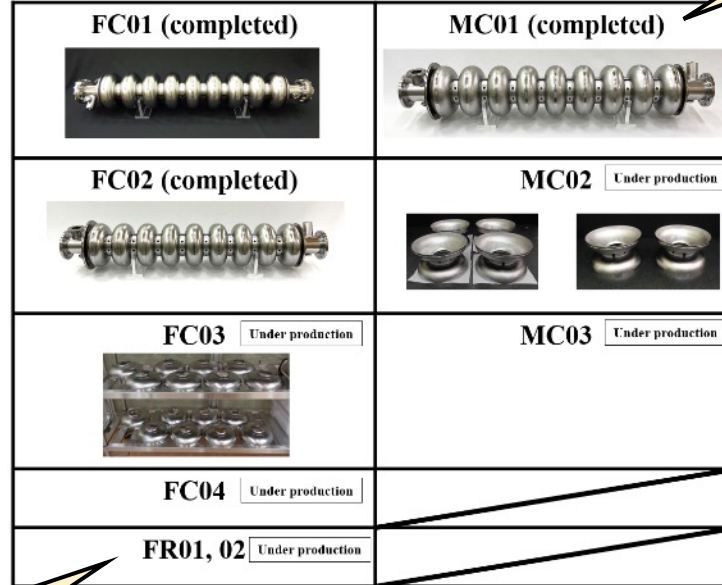 FC01 (completed)
MC01 (completed)
FC02 (completed)
MC02 Under production
FC03 Under production
MC03 Under production
FC04 Under production
FR01, 02 Under production